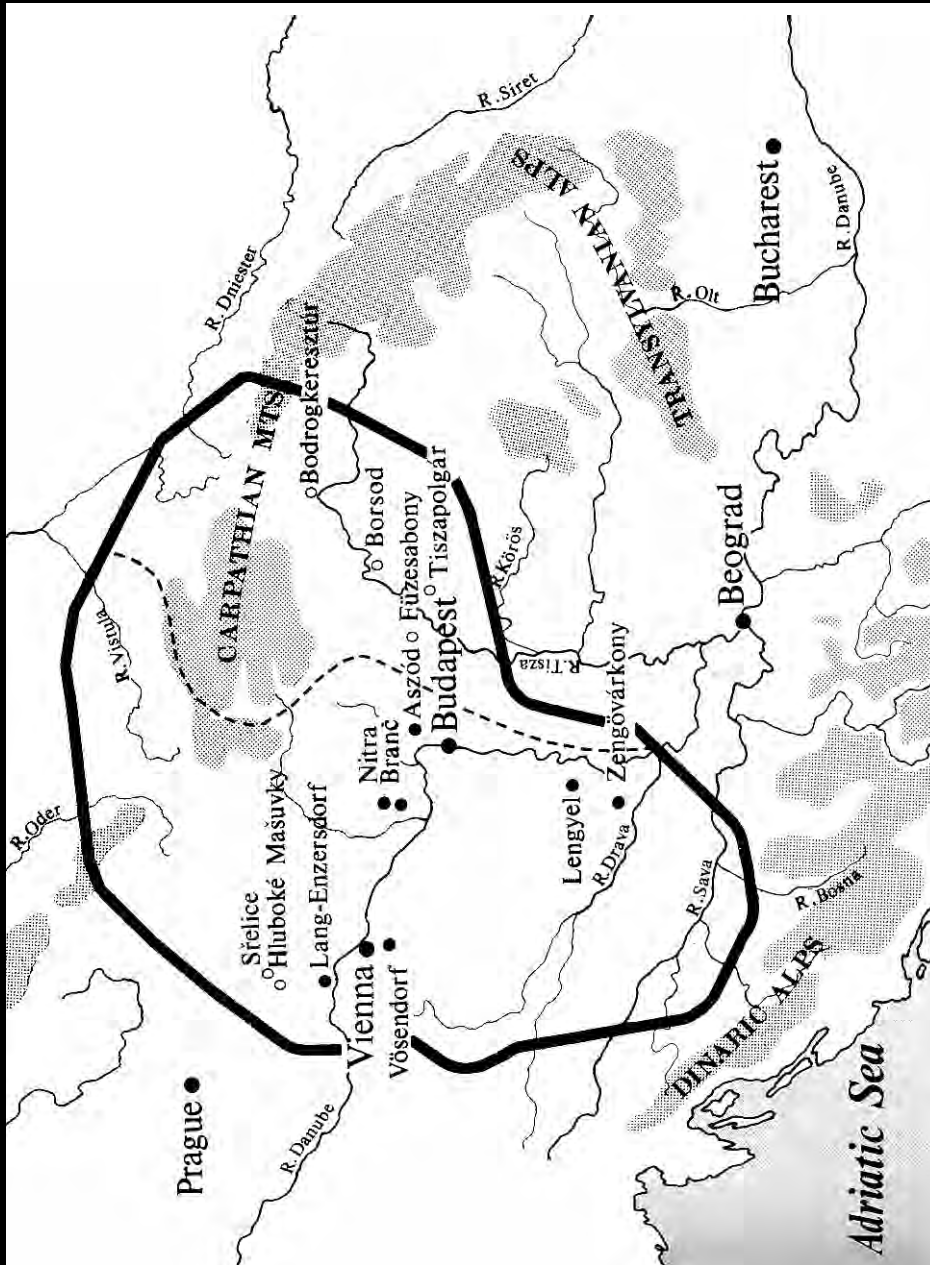 R. Oder
R. Vistula
R. Dniester
R. Siret
Prague
CARPATHIAN MTS
Střelice
Hluboké Mašuvky
Lang-Enzersdorf
R. Danube
Vienna
Vösendorf
Nitra
Branč
Bodrogkeresztúr
Borsod
Aszód
Füzesabony
Budapest
Tiszapolgár
TRANSYLVANIAN ALPS
R. Körös
R. Olt
Lengyel
Zengövárkony
R. Tisza
R. Drava
R. Sava
Beograd
Bucharest
R. Danube
R. Bosna
DINARIC ALPS
Adriatic Sea